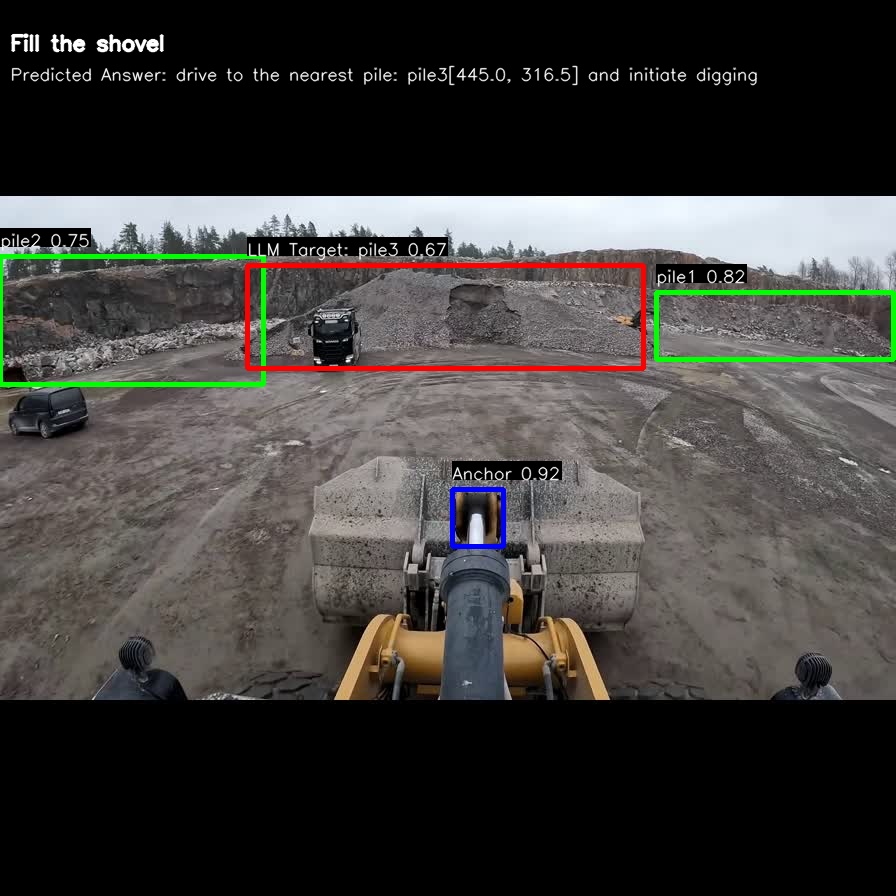 Fill the shovel
Predicted Answer: drive to the nearest pile: pile3[445.0, 316.5] and initiate digging
pile2 0.75
LLM Target: pile3 0.67
pile1 0.82
Anchor 0.92